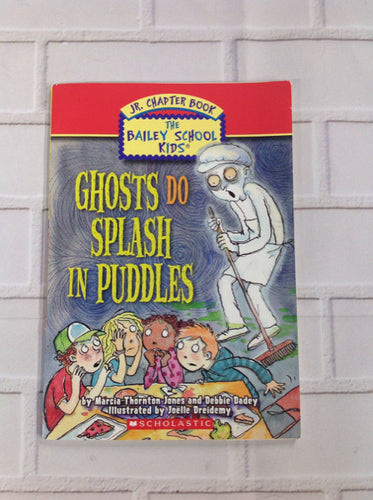 JR. CHAPTER BOOK
THE
BAILEY SCHOOL
KIDS®
GHOSTS DO
SPLASH
IN PUDDLES
by Marcia Thornton Jones and Debbie Dadey
Illustrated by Joëlle Dreidemy
SCHOLASTIC